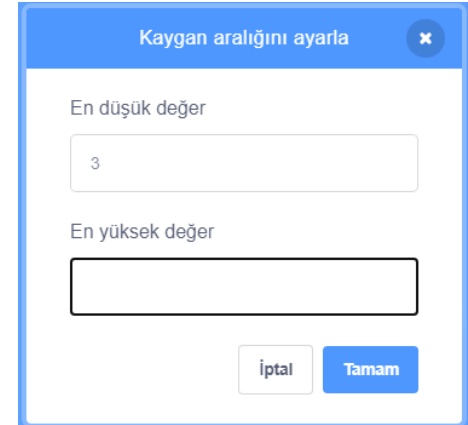 Kaygan aralığını ayarla
En düşük değer
3
En yüksek değer
İptal Tamam